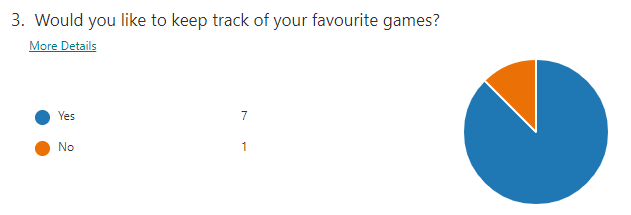 3. Would you like to keep track of your favourite games?
More Details
Yes 7
No 1